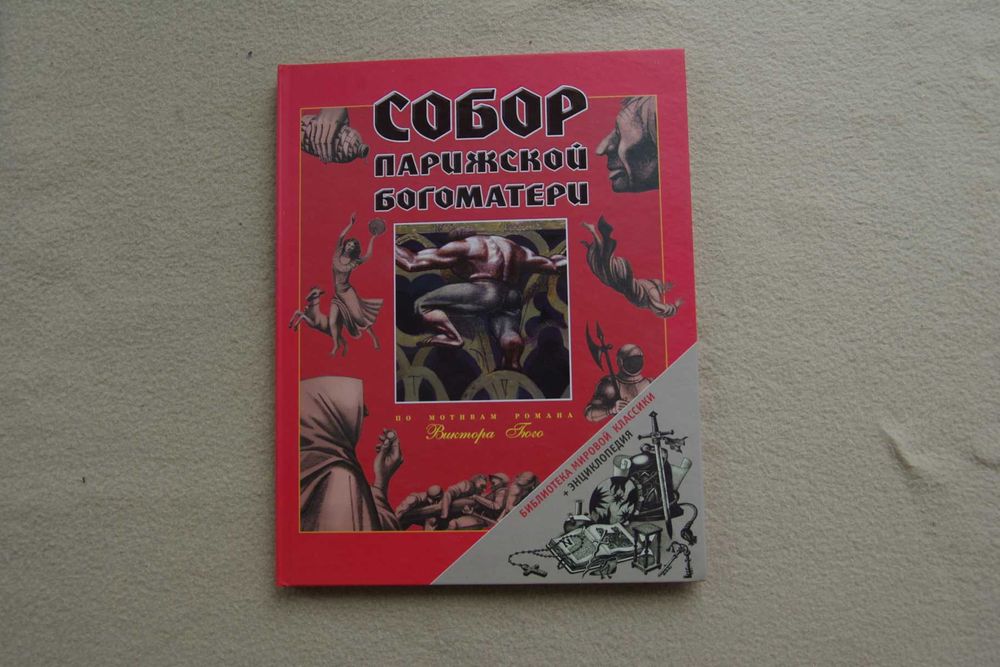 СОБОР
ПАРИЖСКОЙ
БОГОМАТЕРИ
ПО МОТИВАМ РОМАНА
Виктора Гюго
БИБЛИОТЕКА МИРОВОЙ КЛАССИКИ
+ ЭНЦИКЛОПЕДИЯ